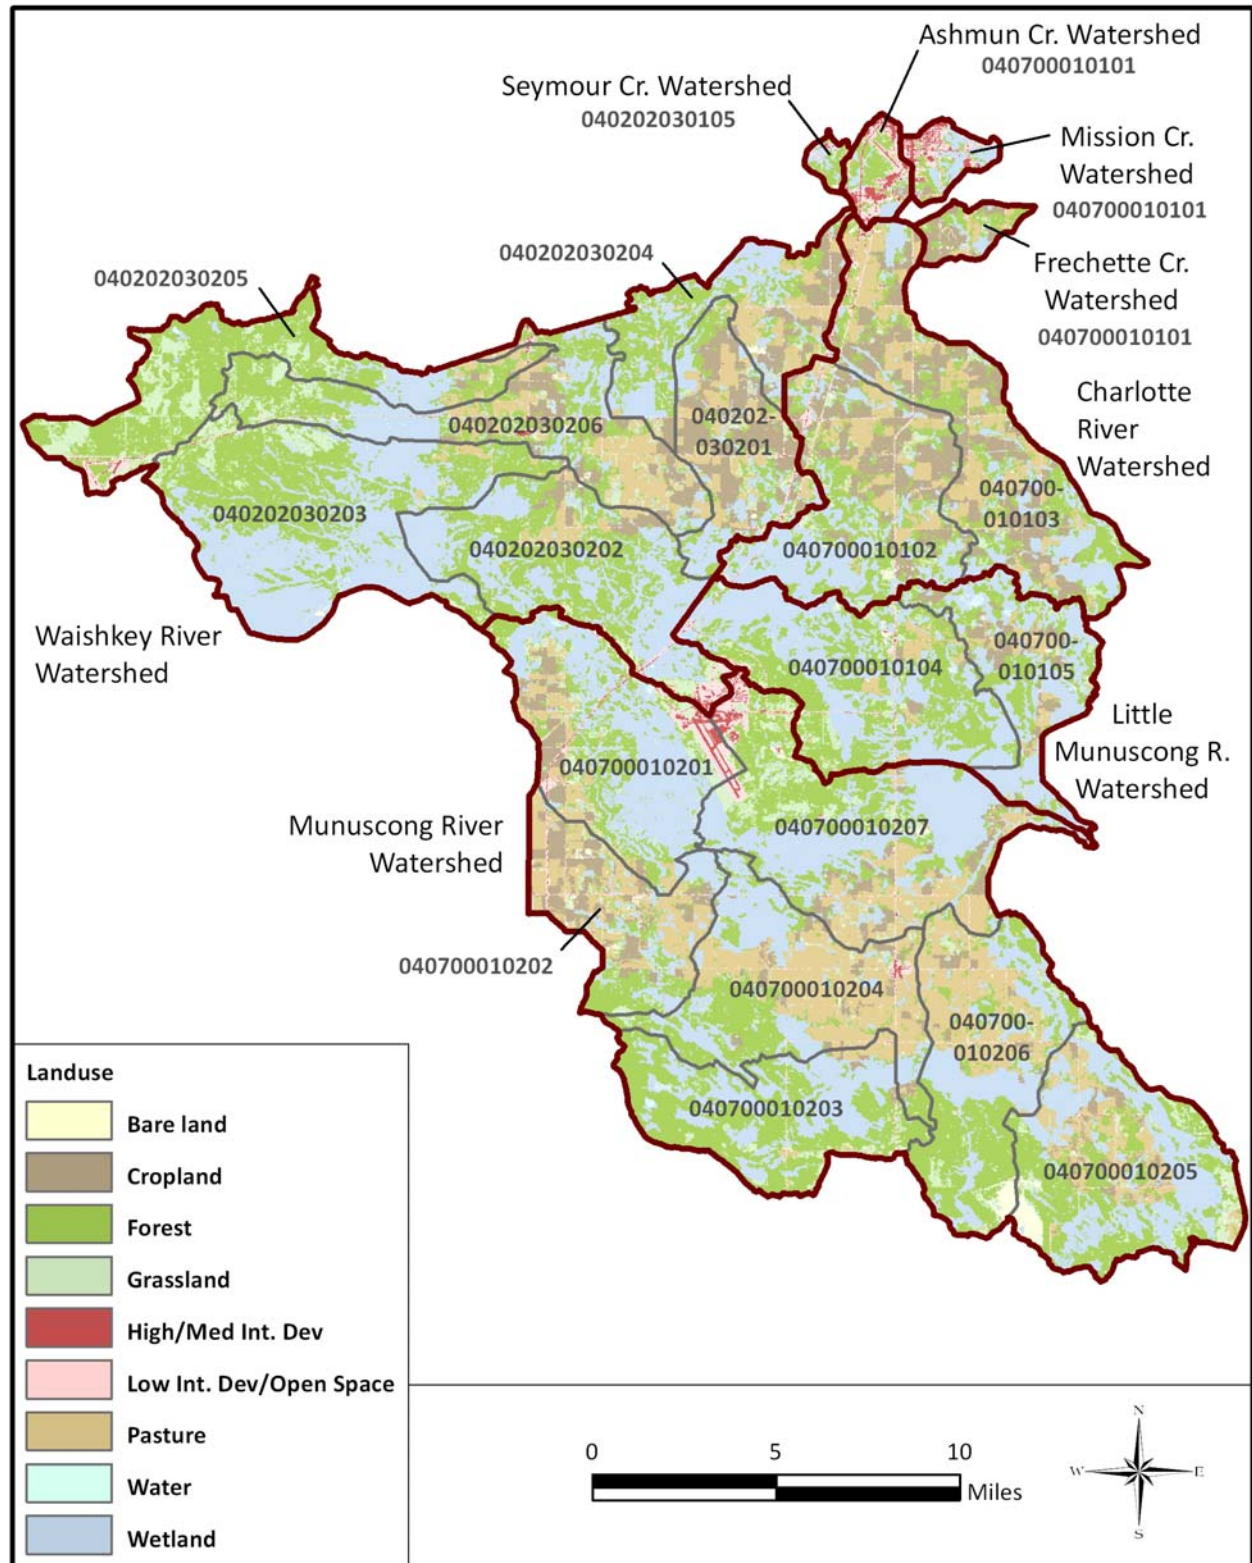 Ashmun Cr. Watershed
040700010101
Seymour Cr. Watershed
040202030105
Mission Cr.
Watershed
040700010101
Frechette Cr.
Watershed
040700010101
040202030204
040202030205
Charlotte
River
Watershed
040202-
030201
040202030206
040700-
010103
040202030203
040202030202
040700010102
Waishkey River
Watershed
040700-
010105
040700010104
Little
Munuscong R.
Watershed
040700010201
040700010207
Munuscong River
Watershed
040700010202
040700010204
040700-
010206
040700010203
040700010205
Landuse
Bare land
Cropland
Forest
Grassland
High/Med Int. Dev
Low Int. Dev/Open Space
Pasture
Water
Wetland
0 5 10
Miles
N
W E
S